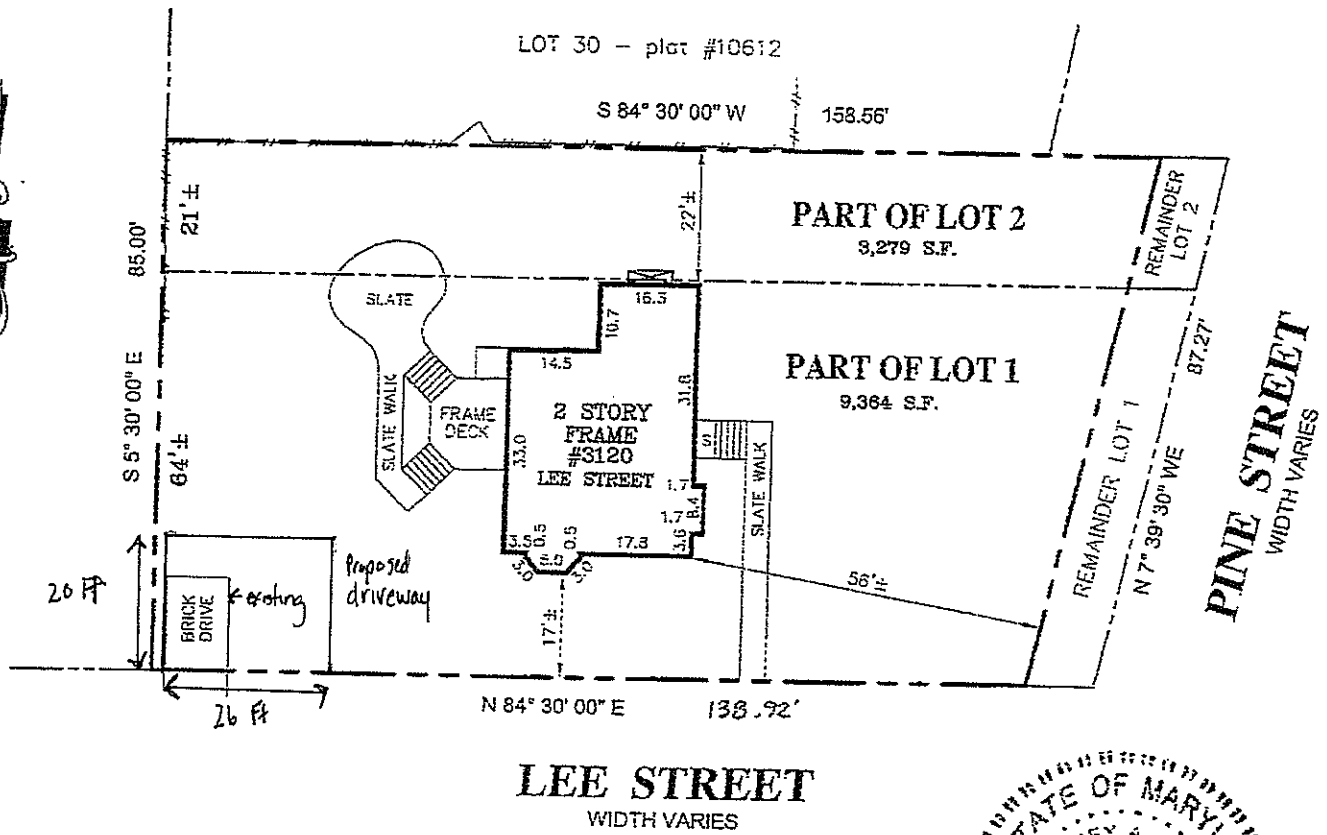 LOT 30 – plat #10612
S 84° 30' 00" W 158.56'
85.00'
S 5° 30' 00" E
21'±
64'±
22'±
PART OF LOT 2
3,279 S.F.
REMAINDER
LOT 2
SLATE
16.3
10.7
14.5
31.8
PART OF LOT 1
9,364 S.F.
87.27'
N 7° 39' 30" WE
REMAINDER LOT 1
PINE STREET
WIDTH VARIES
SLATE WALK
FRAME
DECK
33.0
2 STORY
FRAME
#3120
LEE STREET
S
SLATE WALK
1.7
8.4
1.7
3.6
3.5
0.5
0.5
3.0
3.0
17.8
56'±
17'±
20 Ft
BRICK
DRIVE
existing
Proposed
driveway
26 Ft
N 84° 30' 00" E 138.92'
LEE STREET
WIDTH VARIES
STATE OF MARY